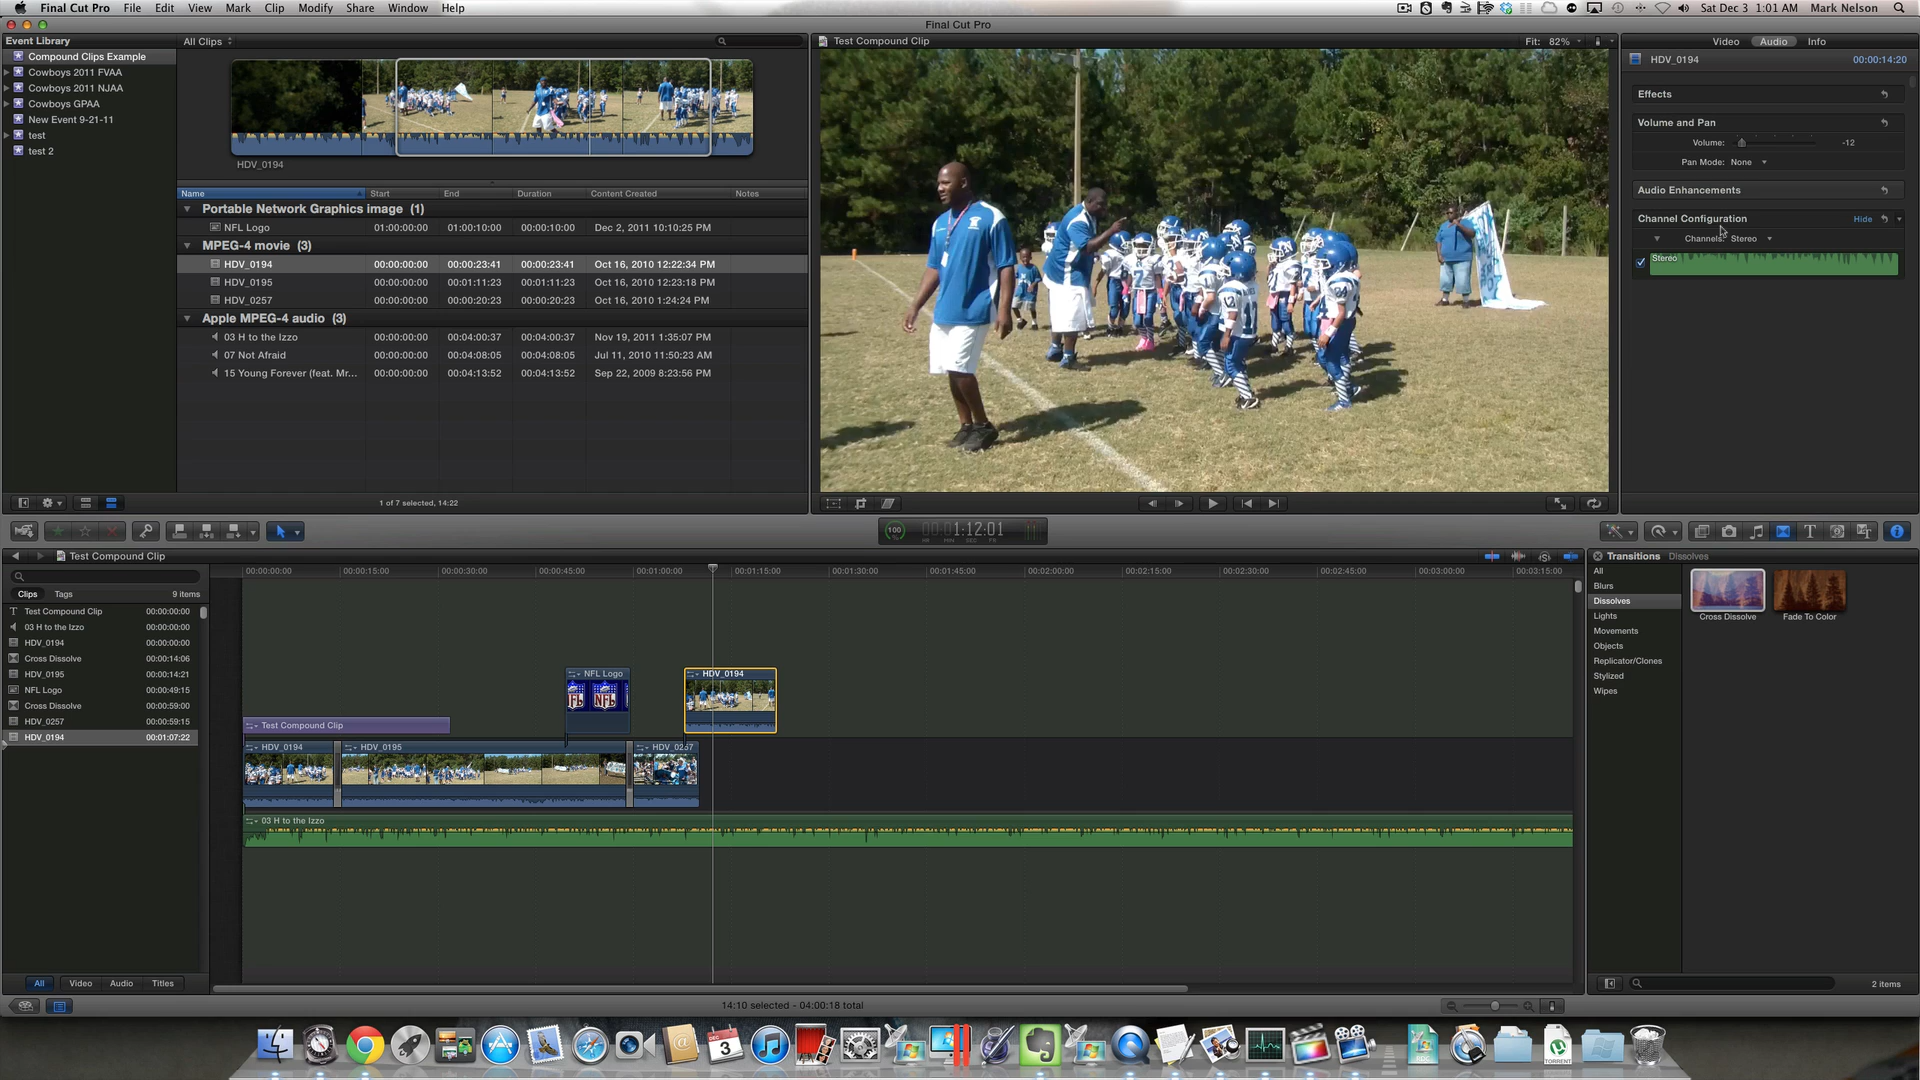 Final Cut Pro File Edit View Mark Clip Modify Share Window Help
Sat Dec 3 1:01 AM Mark Nelson
Final Cut Pro
Event Library
Compound Clips Example
Cowboys 2011 FVAA
Cowboys 2011 NJAA
Cowboys GPAA
New Event 9-21-11
test
test 2
All Clips
HDV_0194
Name Start End Duration Content Created Notes
Portable Network Graphics image (1)
NFL Logo 01:00:00:00 01:00:10:00 00:00:10:00 Dec 2, 2011 10:10:25 PM
MPEG-4 movie (3)
HDV_0194 00:00:00:00 00:00:23:41 00:00:23:41 Oct 16, 2010 12:22:34 PM
HDV_0195 00:00:00:00 00:01:11:23 00:01:11:23 Oct 16, 2010 12:23:18 PM
HDV_0257 00:00:00:00 00:00:20:23 00:00:20:23 Oct 16, 2010 1:24:24 PM
Apple MPEG-4 audio (3)
03 H to the Izzo 00:00:00:00 00:04:00:37 00:04:00:37 Nov 19, 2011 1:35:07 PM
07 Not Afraid 00:00:00:00 00:04:08:05 00:04:08:05 Jul 11, 2010 11:50:23 AM
15 Young Forever (feat. Mr... 00:00:00:00 00:04:13:52 00:04:13:52 Sep 22, 2009 8:23:56 PM
1 of 7 selected, 14:22
Test Compound Clip
Fit: 82%
Video Audio Info
HDV_0194 00:00:14:20
Effects
Volume and Pan
Volume: -12
Pan Mode: None
Audio Enhancements
Channel Configuration Hide
Channels: Stereo
Stereo
100
1:12:01
Test Compound Clip
Clips Tags 9 items
Test Compound Clip 00:00:00:00
03 H to the Izzo 00:00:00:00
HDV_0194 00:00:00:00
Cross Dissolve 00:00:14:06
HDV_0195 00:00:14:21
NFL Logo 00:00:49:15
Cross Dissolve 00:00:59:00
HDV_0257 00:00:59:15
HDV_0194 00:01:07:22
All Video Audio Titles
00:00:00:00 00:00:15:00 00:00:30:00 00:00:45:00 00:01:00:00 00:01:15:00 00:01:30:00 00:01:45:00 00:02:00:00 00:02:15:00 00:02:30:00 00:02:45:00 00:03:00:00 00:03:15:00
NFL Logo
HDV_0194
NFL NFL
Test Compound Clip
HDV_0194 HDV_0195 HDV_0257
03 H to the Izzo
14:10 selected - 04:00:18 total
Transitions Dissolves
All
Blurs
Dissolves
Lights
Movements
Objects
Replicator/Clones
Stylized
Wipes
Cross Dissolve Fade To Color
2 items
DEC
3
TORRENT